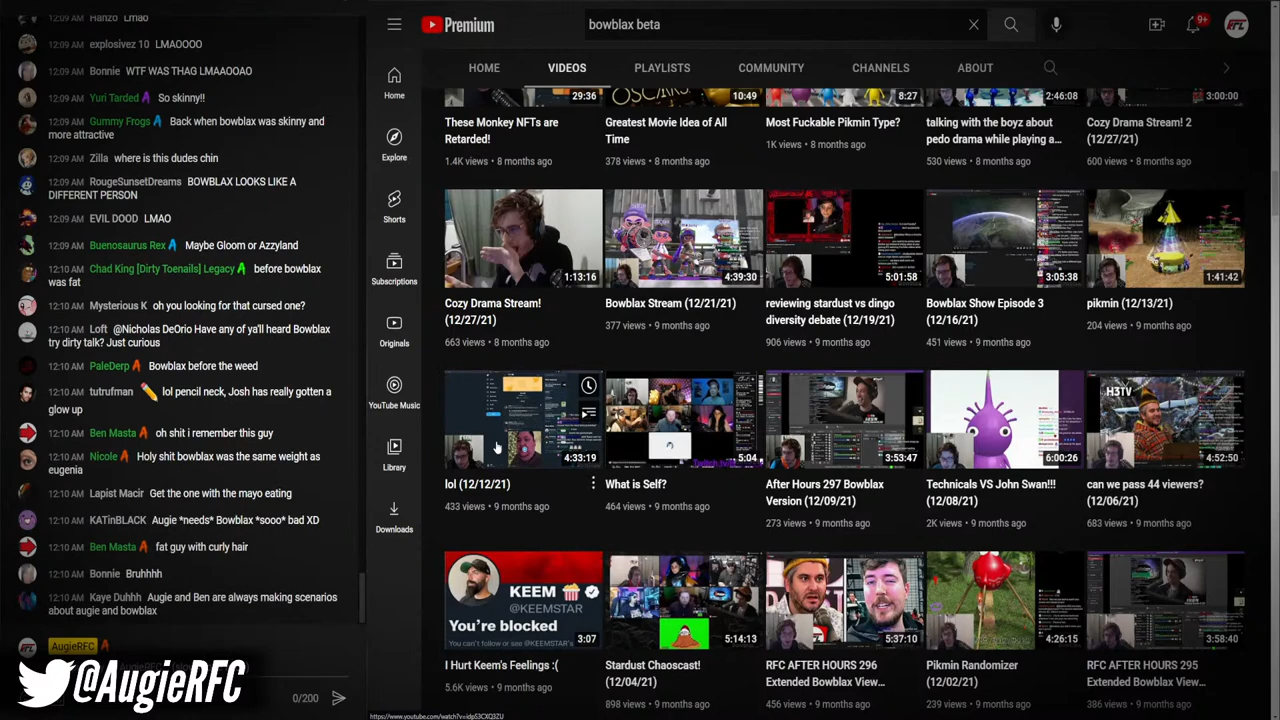 12:09 AM Hanzo Lmao
12:09 AM explosivez 10 LMAOOOO
12:09 AM Bonnie WTF WAS THAG LMAAOOAO
12:09 AM Yuri Tarded So skinny!!
12:09 AM Gummy Frogs Back when bowblax was skinny and
more attractive
12:09 AM Zilla where is this dudes chin
12:09 AM RougeSunsetDreams BOWBLAX LOOKS LIKE A
DIFFERENT PERSON
12:09 AM EVIL DOOD LMAO
12:09 AM Buenosaurus Rex Maybe Gloom or Azzyland
12:10 AM Chad King [Dirty Toenails] Legacy before bowblax
was fat
12:10 AM Mysterious K oh you looking for that cursed one?
12:10 AM Loft @Nicholas DeOrio Have any of ya'll heard Bowblax
try dirty talk? Just curious
12:10 AM PaleDerp Bowblax before the weed
12:10 AM tutrufman lol pencil neck, Josh has really gotten a
glow up
12:10 AM Ben Masta oh shit i remember this guy
12:10 AM Nicole Holy shit bowblax was the same weight as
eugenia
12:10 AM Lapist Macir Get the one with the mayo eating
12:10 AM KATinBLACK Augie *needs* Bowblax *sooo* bad XD
12:10 AM Ben Masta fat guy with curly hair
12:10 AM Bonnie Bruhhhh
12:10 AM Kaye Duhhh Augie and Ben are always making scenarios
about augie and bowblax
AugieRFC
0/200
@AugieRFC
Premium
bowblax beta
9+
RFC
HOME VIDEOS PLAYLISTS COMMUNITY CHANNELS ABOUT
Home
Explore
Shorts
Subscriptions
Originals
YouTube Music
Library
Downloads
29:36 OSCARS 10:49 8:27 2:46:08 3:00:00
These Monkey NFTs are
Retarded!
1.4K views • 8 months ago
Greatest Movie Idea of All
Time
378 views • 8 months ago
Most Fuckable Pikmin Type?
1K views • 8 months ago
talking with the boyz about
pedo drama while playing a...
530 views • 8 months ago
Cozy Drama Stream! 2
(12/27/21)
600 views • 8 months ago
1:13:16 4:39:30 5:01:58 3:05:38 1:41:42
Cozy Drama Stream!
(12/27/21)
663 views • 8 months ago
Bowblax Stream (12/21/21)
377 views • 9 months ago
reviewing stardust vs dingo
diversity debate (12/19/21)
906 views • 9 months ago
Bowblax Show Episode 3
(12/16/21)
451 views • 9 months ago
pikmin (12/13/21)
204 views • 9 months ago
H3TV
4:33:19 5:04 3:53:47 6:00:26 4:52:50
lol (12/12/21)
433 views • 9 months ago
What is Self?
464 views • 9 months ago
After Hours 297 Bowblax
Version (12/09/21)
273 views • 9 months ago
Technicals VS John Swan!!!
(12/08/21)
2K views • 9 months ago
can we pass 44 viewers?
(12/06/21)
683 views • 9 months ago
KEEM
@KEEMSTAR
You're blocked
You can't follow or see @KEEMSTAR's
3:07 5:14:13 5:37:10 4:26:15 3:58:40
I Hurt Keem's Feelings :(
5.6K views • 9 months ago
Stardust Chaoscast!
(12/04/21)
898 views • 9 months ago
RFC AFTER HOURS 296
Extended Bowblax View...
456 views • 9 months ago
Pikmin Randomizer
(12/02/21)
239 views • 9 months ago
RFC AFTER HOURS 295
Extended Bowblax View...
186 views • 9 months ago